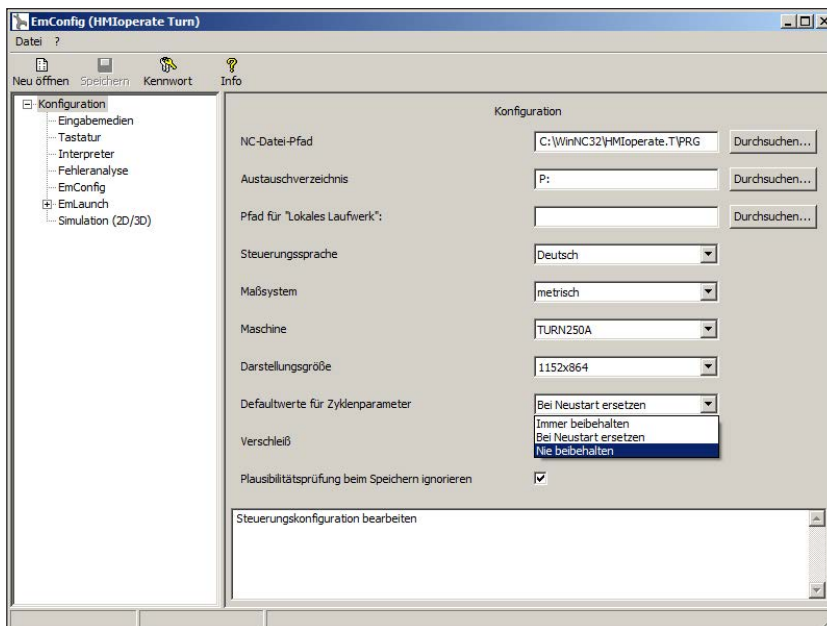 EmConfig (HMIoperate Turn)
Datei ?
Neu öffnen Speichern Kennwort Info
Konfiguration
Eingabemedien
Tastatur
Interpreter
Fehleranalyse
EmConfig
EmLaunch
Simulation (2D/3D)
Konfiguration
NC-Datei-Pfad C:\WinNC32\HMIoperate.T\PRG Durchsuchen...
Austauschverzeichnis P: Durchsuchen...
Pfad für "Lokales Laufwerk": Durchsuchen...
Steuerungssprache Deutsch
Maßsystem metrisch
Maschine TURN250A
Darstellungsgröße 1152x864
Defaultwerte für Zyklenparameter Bei Neustart ersetzen
Immer beibehalten
Bei Neustart ersetzen
Nie beibehalten
Verschleiß
Plausibilitätsprüfung beim Speichern ignorieren
Steuerungskonfiguration bearbeiten